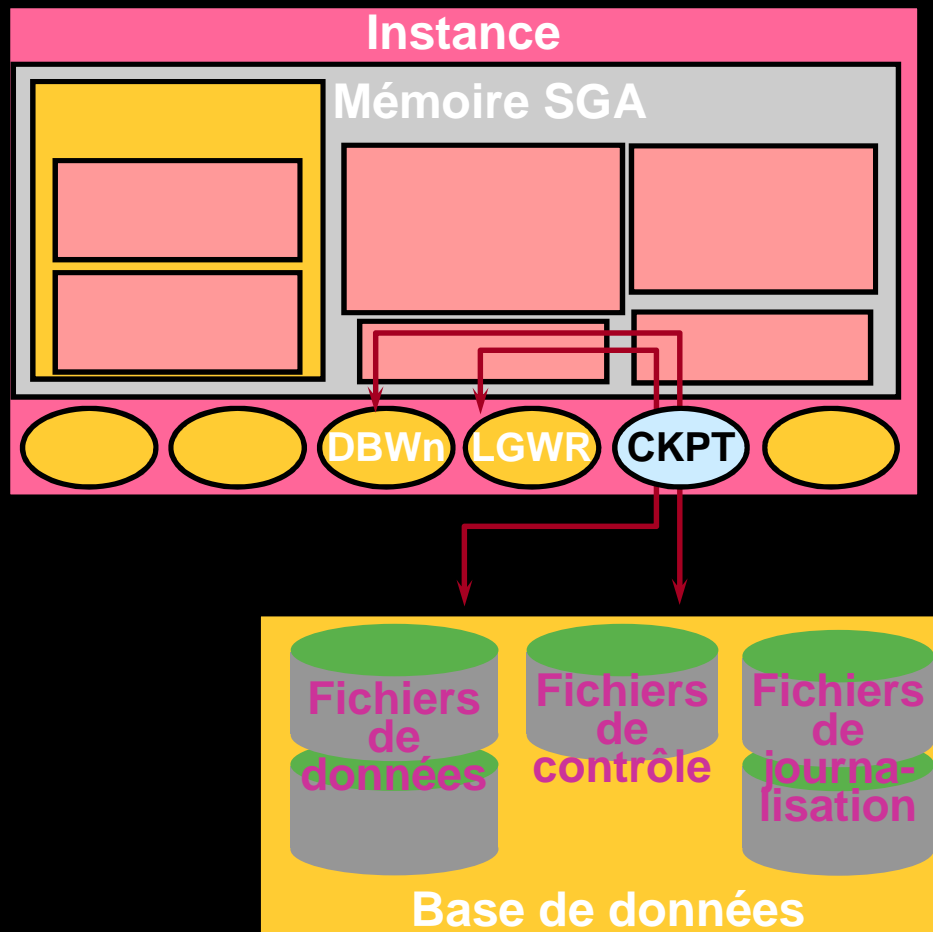 Instance
Mémoire SGA
DBWn
LGWR
CKPT
Fichiers
de
données
Fichiers
de
contrôle
Fichiers
de
journa-
lisation
Base de données